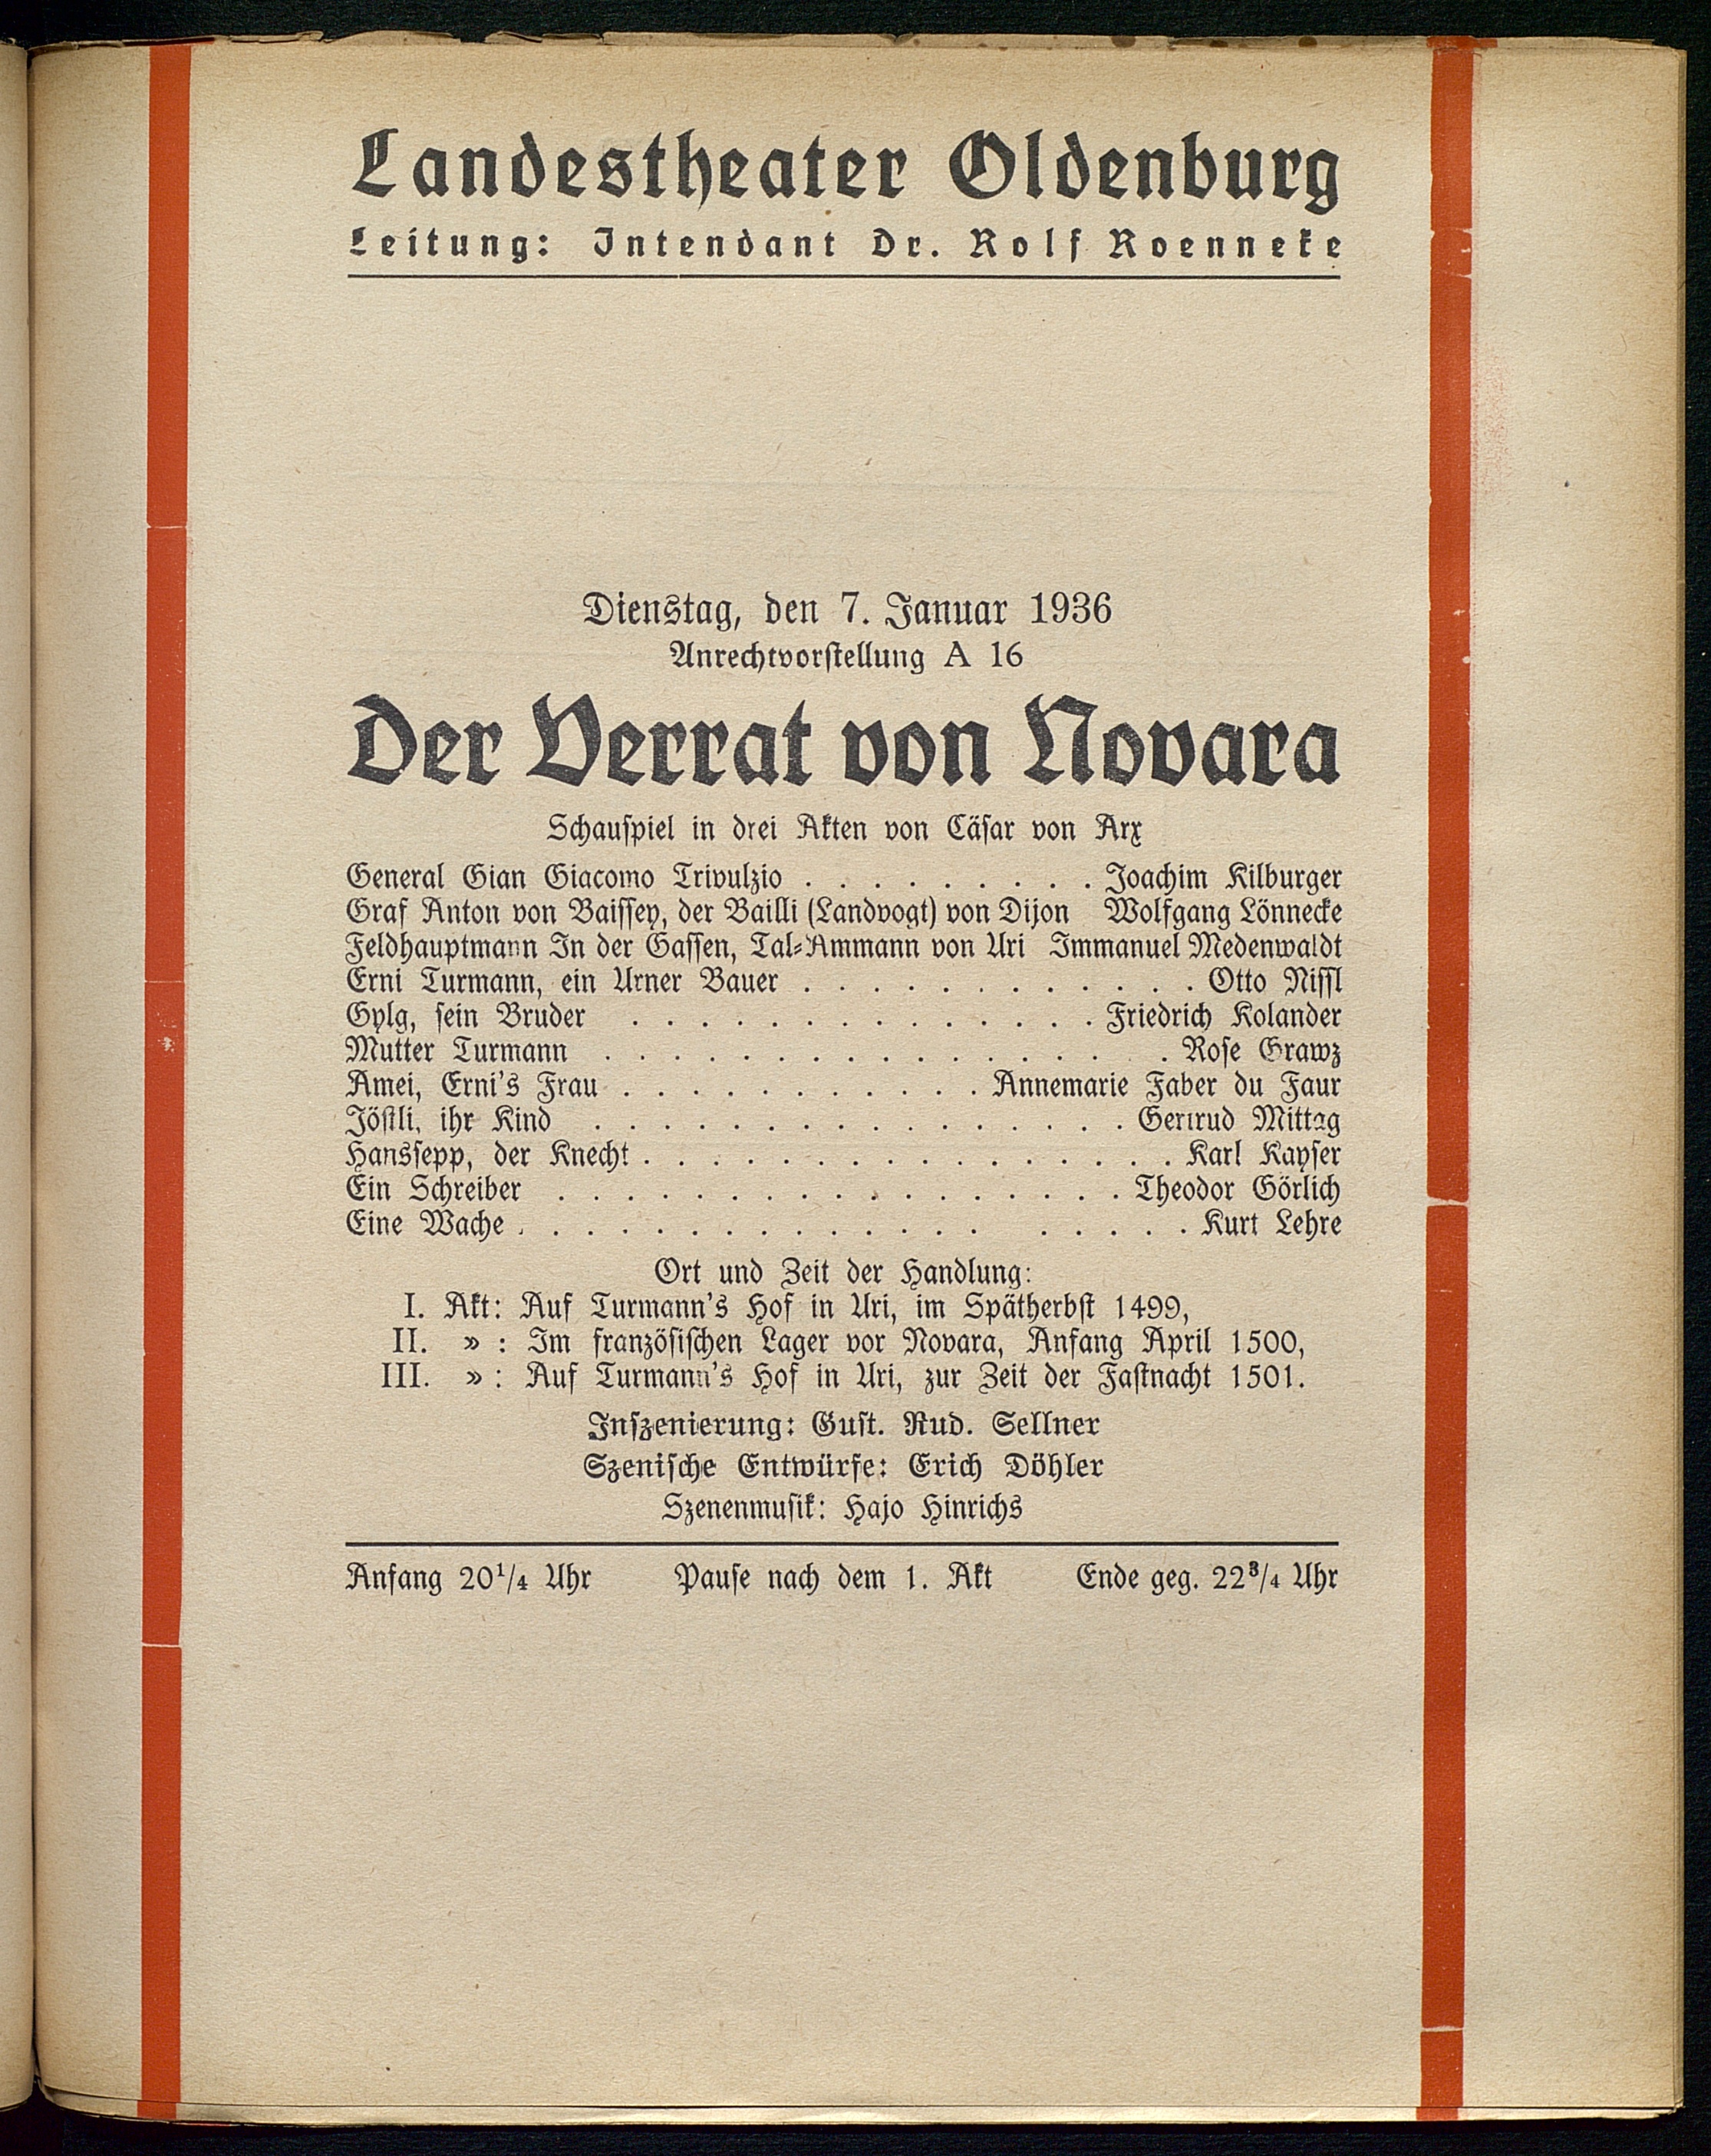 Landestheater Oldenburg
Leitung: Intendant Dr. Rolf Roenneke
Dienstag, den 7. Januar 1936
Anrechtvorstellung A 16
Der Verrat von Novara
Schauspiel in drei Akten von Cäsar von Arx
General Gian Giacomo Trivulzio . . . . . . . . . Joachim Kilburger
Graf Anton von Baissey, der Bailli (Landvogt) von Dijon Wolfgang Lönnecke
Feldhauptmann In der Gassen, Tal-Ammann von Uri Immanuel Medenwaldt
Erni Turmann, ein Urner Bauer . . . . . . . . . . . . Otto Nissl
Gylg, sein Bruder . . . . . . . . . . . . . . Friedrich Kolander
Mutter Turmann . . . . . . . . . . . . . . . . Rose Grawz
Amei, Erni's Frau . . . . . . . . . . . Annemarie Faber du Faur
Jöstli, ihr Kind . . . . . . . . . . . . . . . . Gertrud Mittag
Hanssepp, der Knecht . . . . . . . . . . . . . . . . Karl Kayser
Ein Schreiber . . . . . . . . . . . . . . . . . Theodor Görlich
Eine Wache . . . . . . . . . . . . . . . . . . . Kurt Lehre
Ort und Zeit der Handlung:
I. Akt: Auf Turmann's Hof in Uri, im Spätherbst 1499,
II. » : Im französischen Lager vor Novara, Anfang April 1500,
III. » : Auf Turmann's Hof in Uri, zur Zeit der Fastnacht 1501.
Inszenierung: Gust. Rud. Sellner
Szenische Entwürfe: Erich Döhler
Szenenmusik: Hajo Hinrichs
Anfang 20¹/₄ Uhr Pause nach dem 1. Akt Ende geg. 22³/₄ Uhr